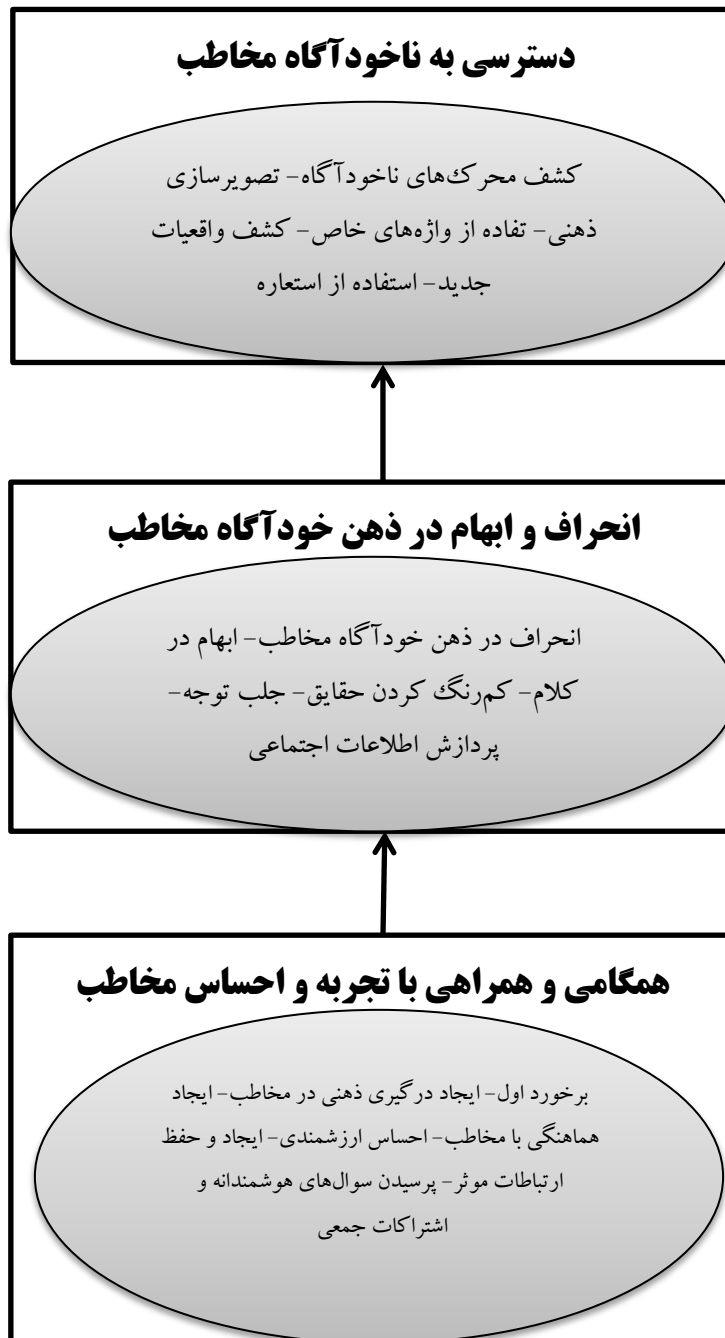 دسترسی به ناخودآگاه مخاطب
کشف محرک‌های ناخودآگاه- تصویرسازی
ذهنی- تفاده از واژه‌های خاص- کشف واقعیات
جدید- استفاده از استعاره
انحراف و ابهام در ذهن خودآگاه مخاطب
انحراف در ذهن خودآگاه مخاطب- ابهام در
کلام- کم‌رنگ کردن حقایق- جلب توجه-
پردازش اطلاعات اجتماعی
همگامی و همراهی با تجربه و احساس مخاطب
برخورد اول- ایجاد درگیری ذهنی در مخاطب- ایجاد
هماهنگی با مخاطب- احساس ارزشمندی- ایجاد و حفظ
ارتباطات موثر- پرسیدن سوال‌های هوشمندانه و
اشتراکات جمعی